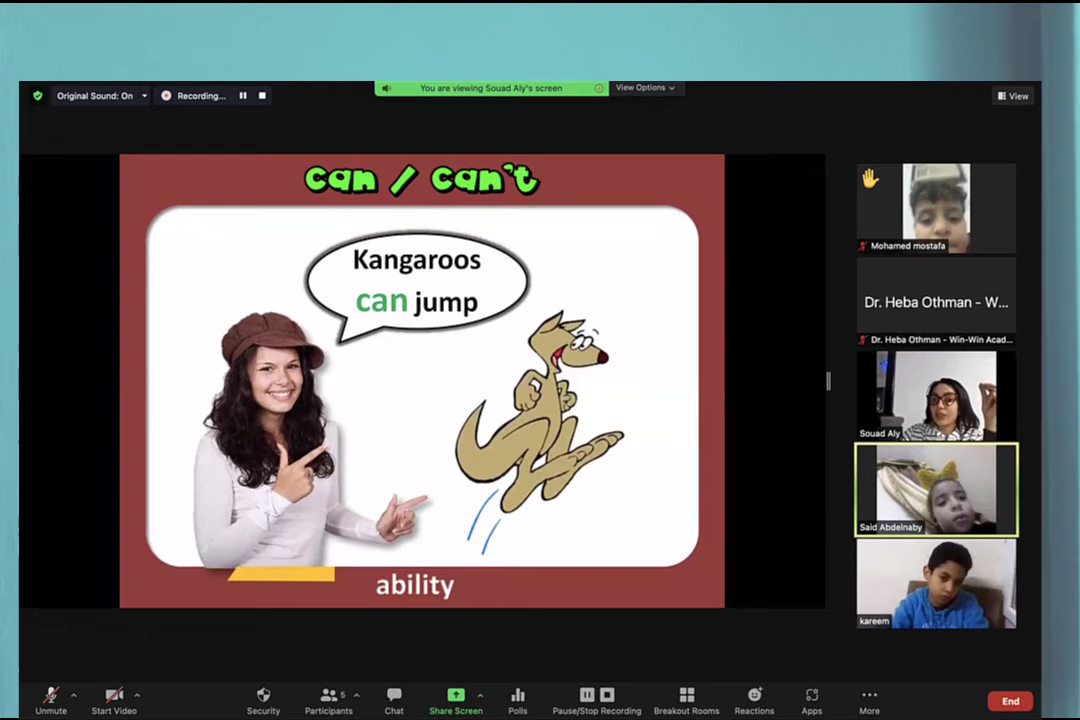 Original Sound: On
Recording...
You are viewing Souad Aly's screen
View Options
View
can / can't
Kangaroos
can jump
ability
Mohamed mostafa
Dr. Heba Othman - W...
Dr. Heba Othman - Win-Win Acad...
Souad Aly
Said Abdelnaby
kareem
Unmute
Start Video
Security
5
Participants
Chat
Share Screen
Polls
Pause/Stop Recording
Breakout Rooms
Reactions
Apps
More
End